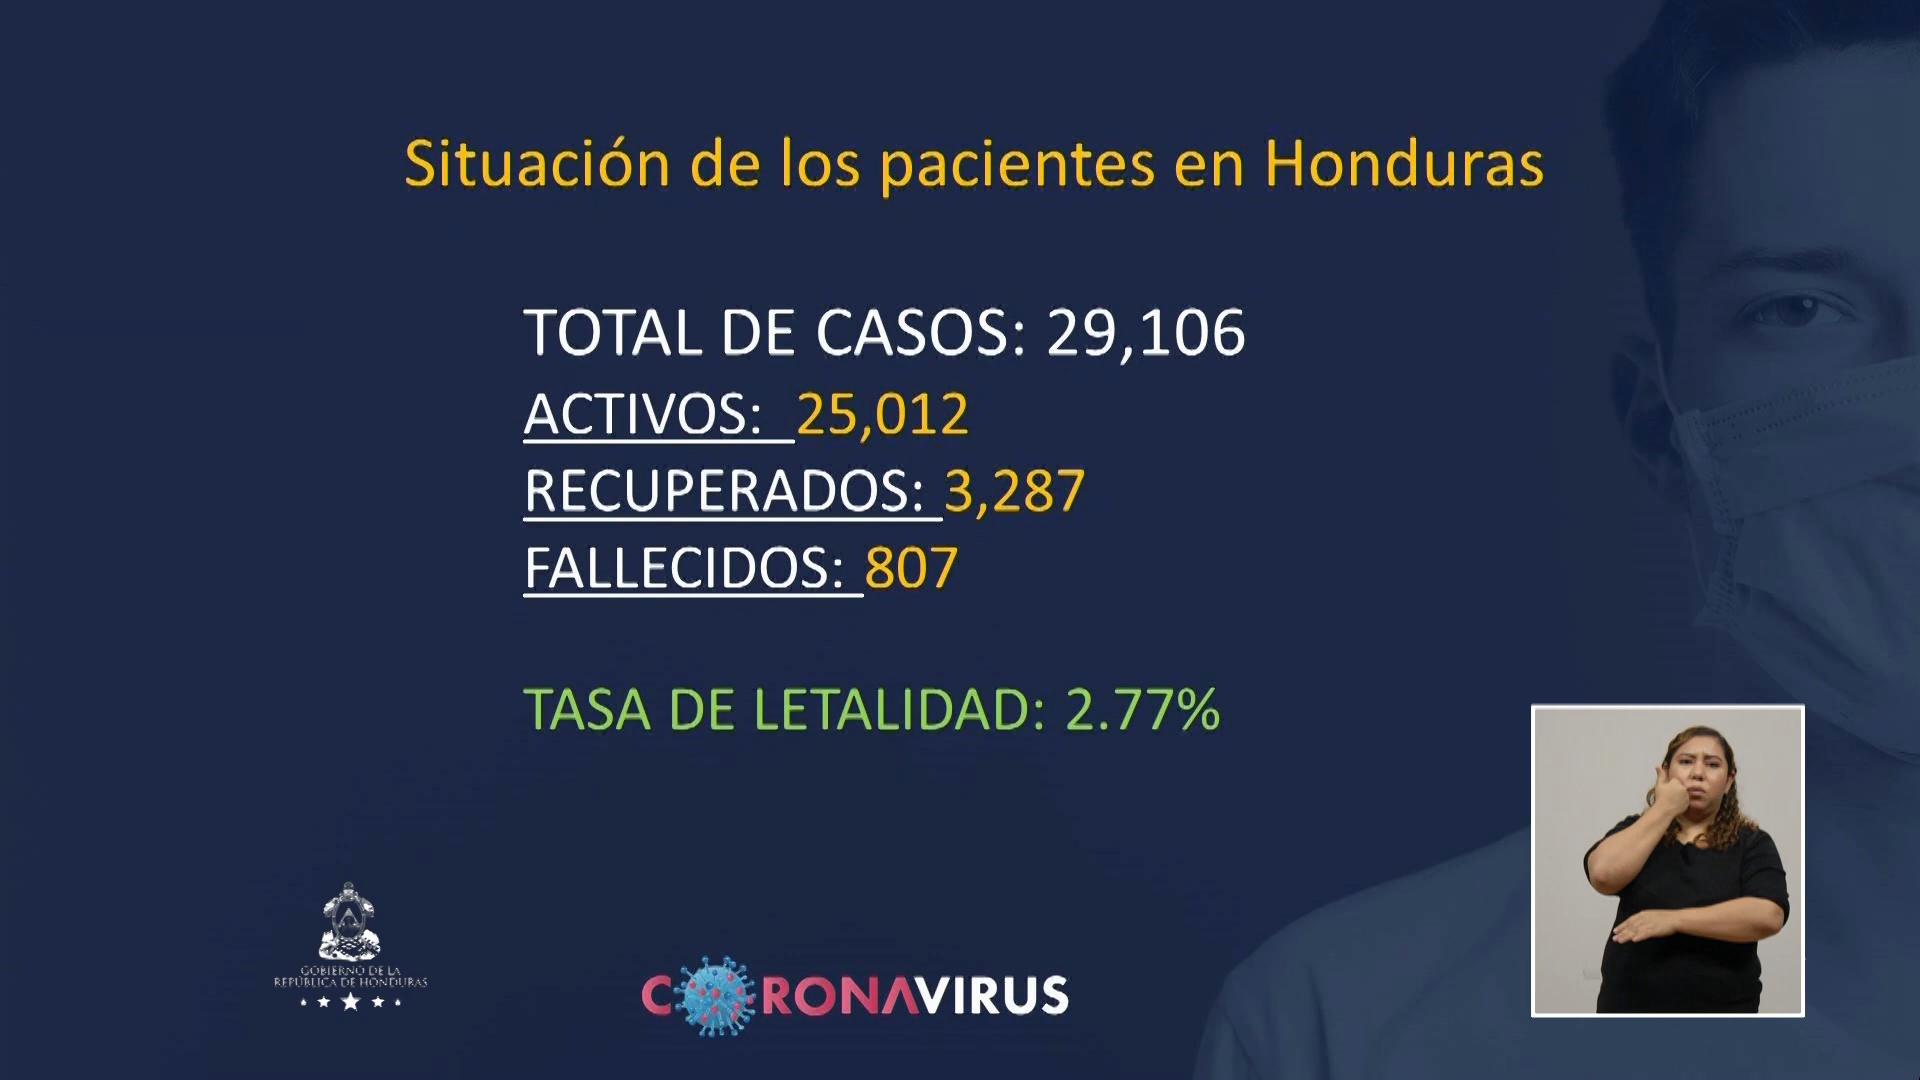 Situación de los pacientes en Honduras
TOTAL DE CASOS: 29,106
ACTIVOS: 25,012
RECUPERADOS: 3,287
FALLECIDOS: 807
TASA DE LETALIDAD: 2.77%
GOBIERNO DE LA
REPÚBLICA DE HONDURAS
CORONAVIRUS